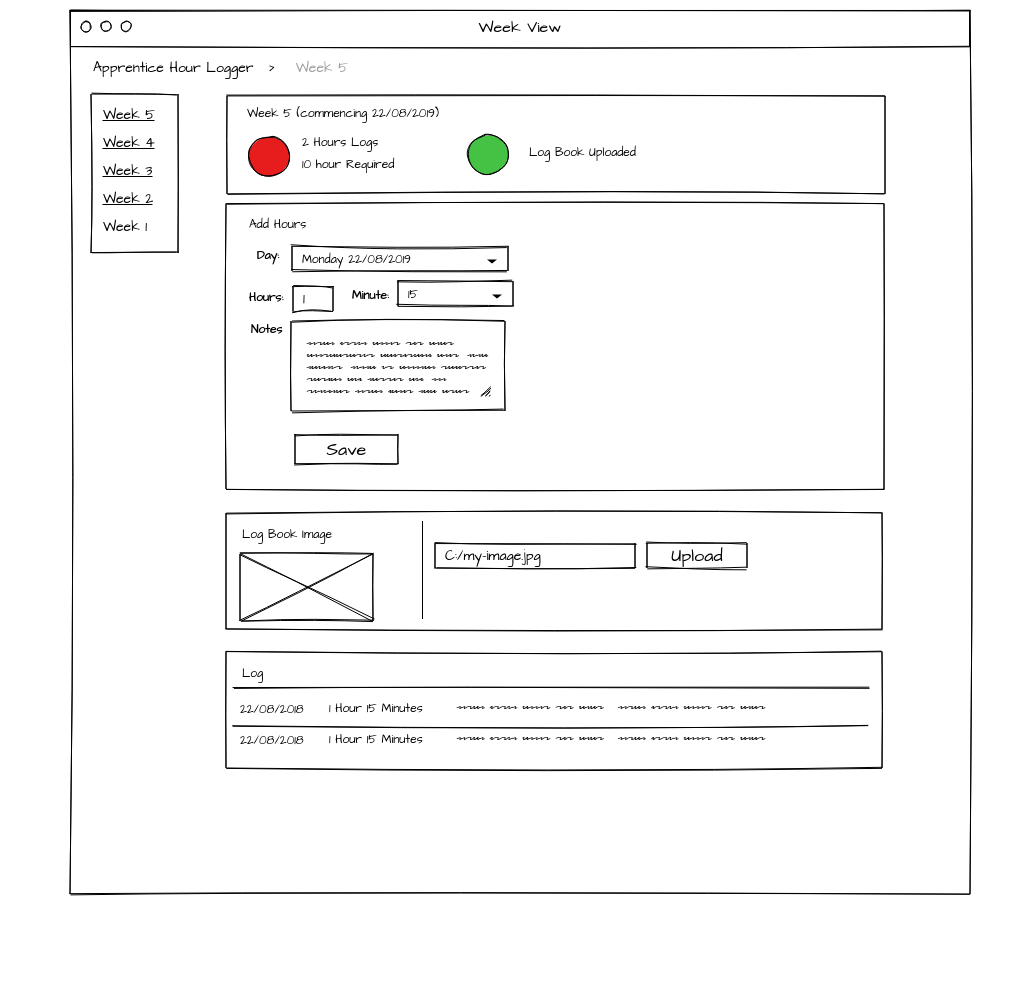 Week View
Apprentice Hour Logger > Week 5
Week 5
Week 4
Week 3
Week 2
Week 1
Week 5 (commencing 22/08/2019)
2 Hours Logs
10 hour Required
Log Book Uploaded
Add Hours
Day: Monday 22/08/2019
Hours: 1 Minute: 15
Notes
Save
Log Book Image
C:/my-image.jpg Upload
Log
22/08/2018 1 Hour 15 Minutes
22/08/2018 1 Hour 15 Minutes